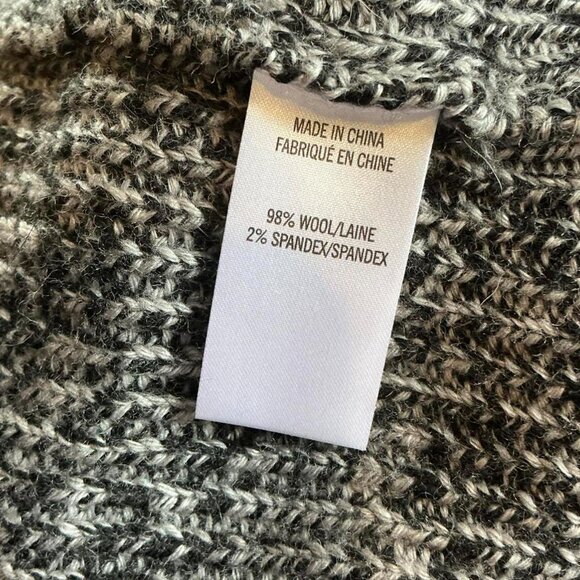 MADE IN CHINA
FABRIQUÉ EN CHINE
98% WOOL/LAINE
2% SPANDEX/SPANDEX